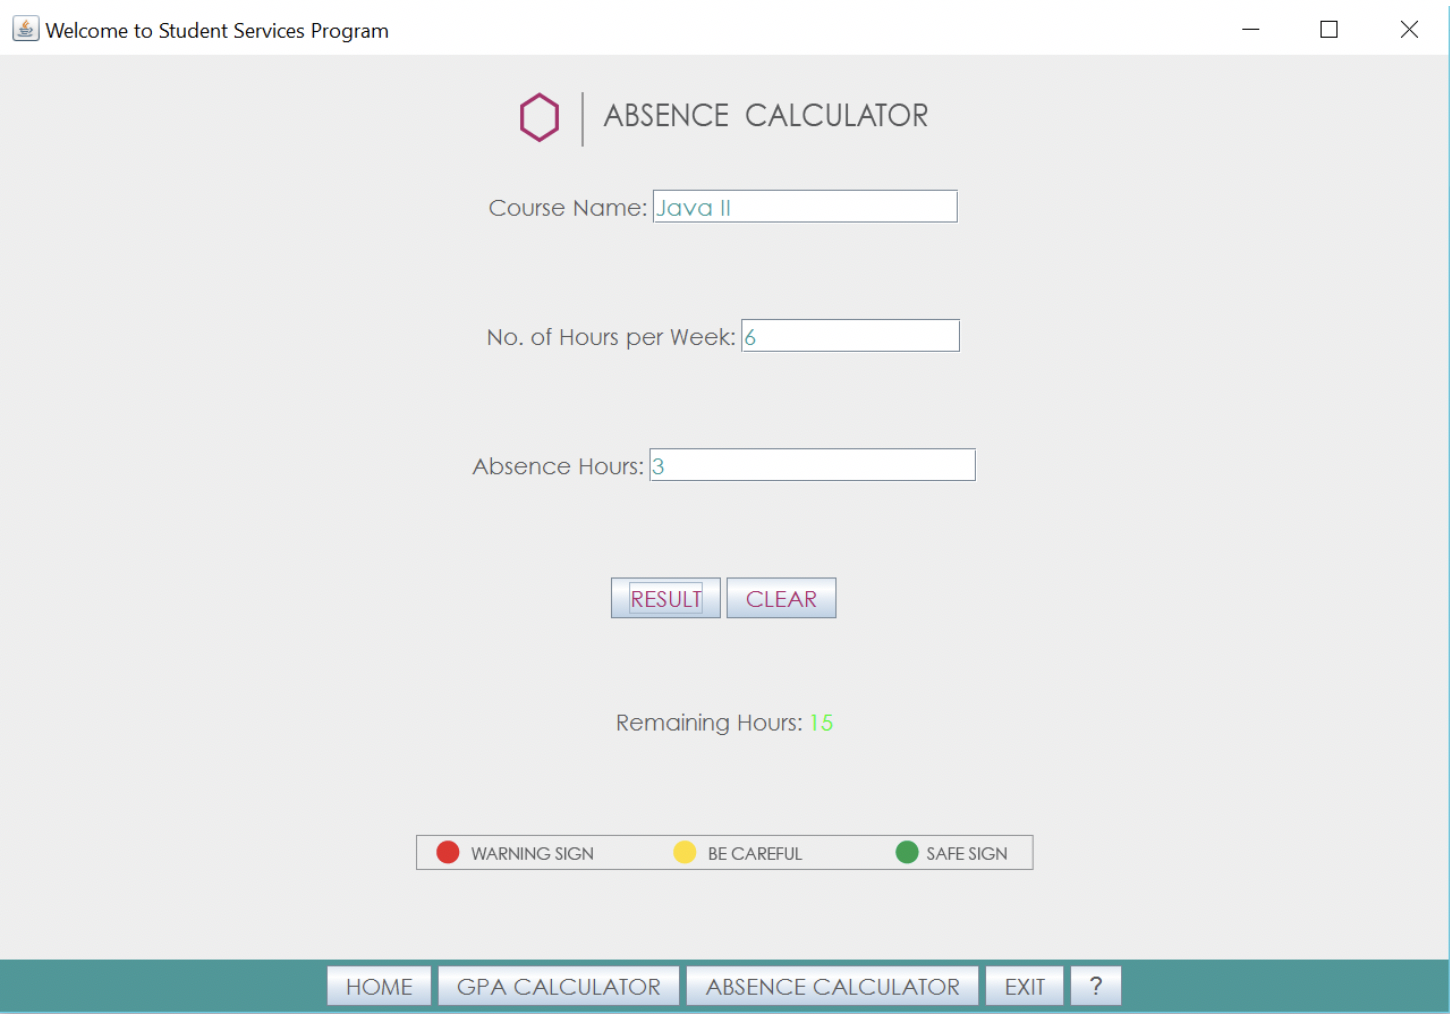 Welcome to Student Services Program
ABSENCE CALCULATOR
Course Name: Java II
No. of Hours per Week: 6
Absence Hours: 3
RESULT CLEAR
Remaining Hours: 15
WARNING SIGN BE CAREFUL SAFE SIGN
HOME GPA CALCULATOR ABSENCE CALCULATOR EXIT ?